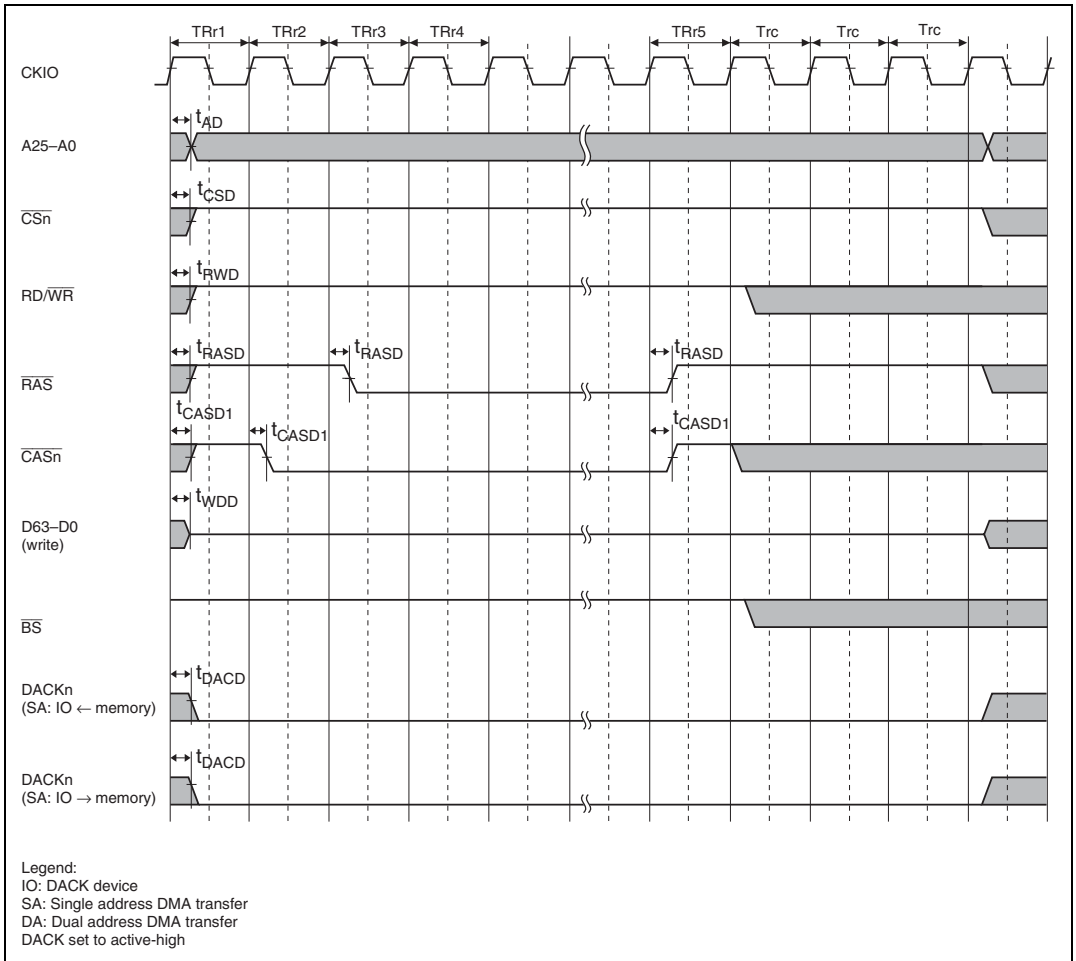 TRr1 TRr2 TRr3 TRr4 TRr5 Trc Trc Trc
CKIO
tAD
A25–A0
tCSD
CSn
tRWD
RD/WR
tRASD tRASD tRASD
RAS
tCASD1 tCASD1 tCASD1
CASn
tWDD
D63–D0
(write)
BS
tDACD
DACKn
(SA: IO ← memory)
tDACD
DACKn
(SA: IO → memory)
Legend:
IO: DACK device
SA: Single address DMA transfer
DA: Dual address DMA transfer
DACK set to active-high